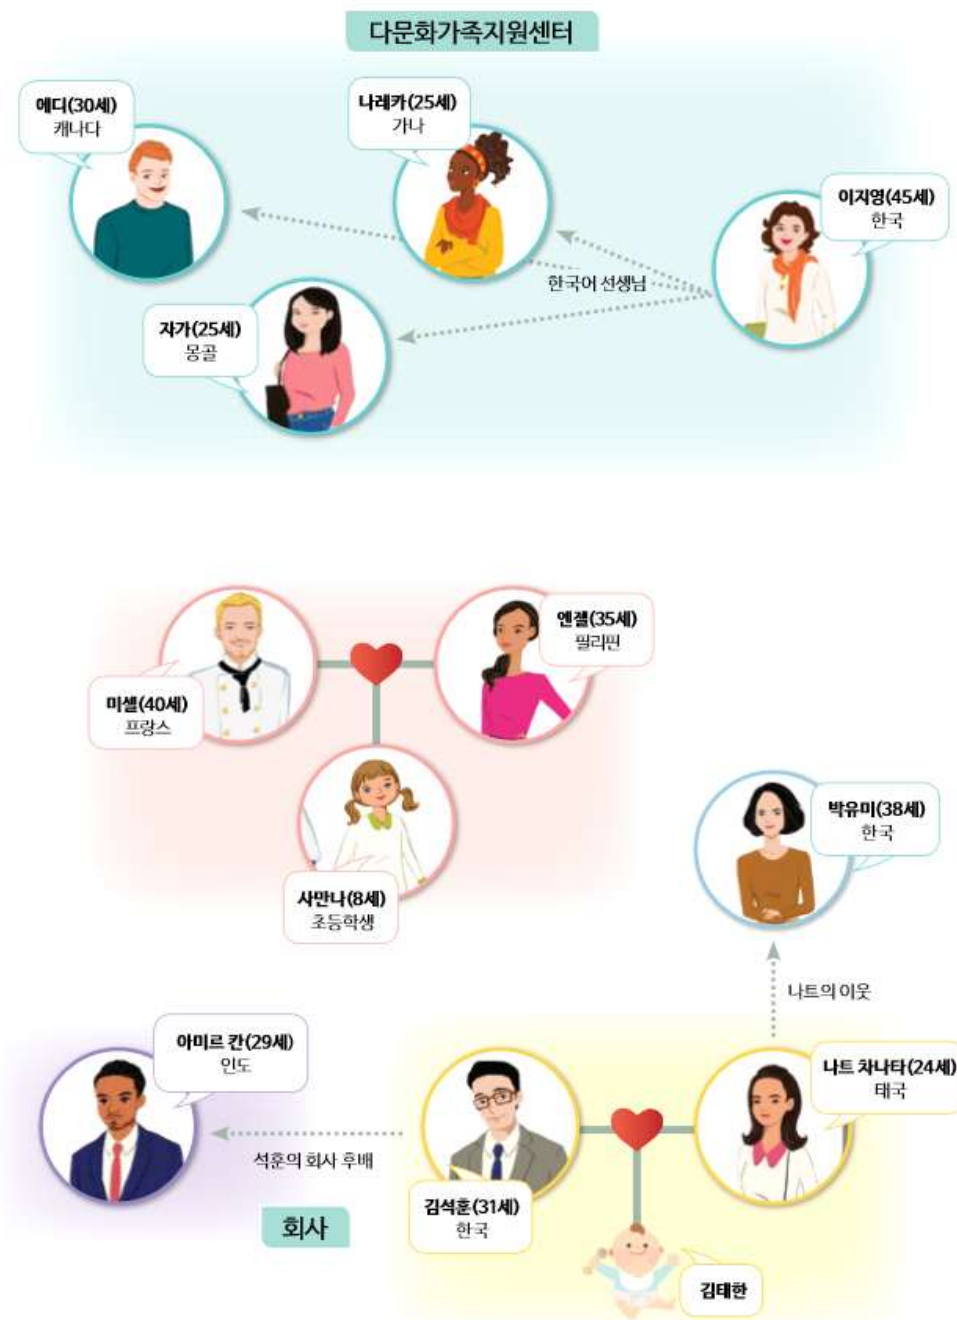 다문화가족지원센터
에디(30세)
캐나다
나레카(25세)
가나
이지영(45세)
한국
한국어 선생님
자가(25세)
몽골
엔젤(35세)
필리핀
미셸(40세)
프랑스
사만나(8세)
초등학생
박유미(38세)
한국
나트의 이웃
아미르 칸(29세)
인도
나트 차나타(24세)
태국
석훈의 회사 후배
김석훈(31세)
한국
회사
김태한